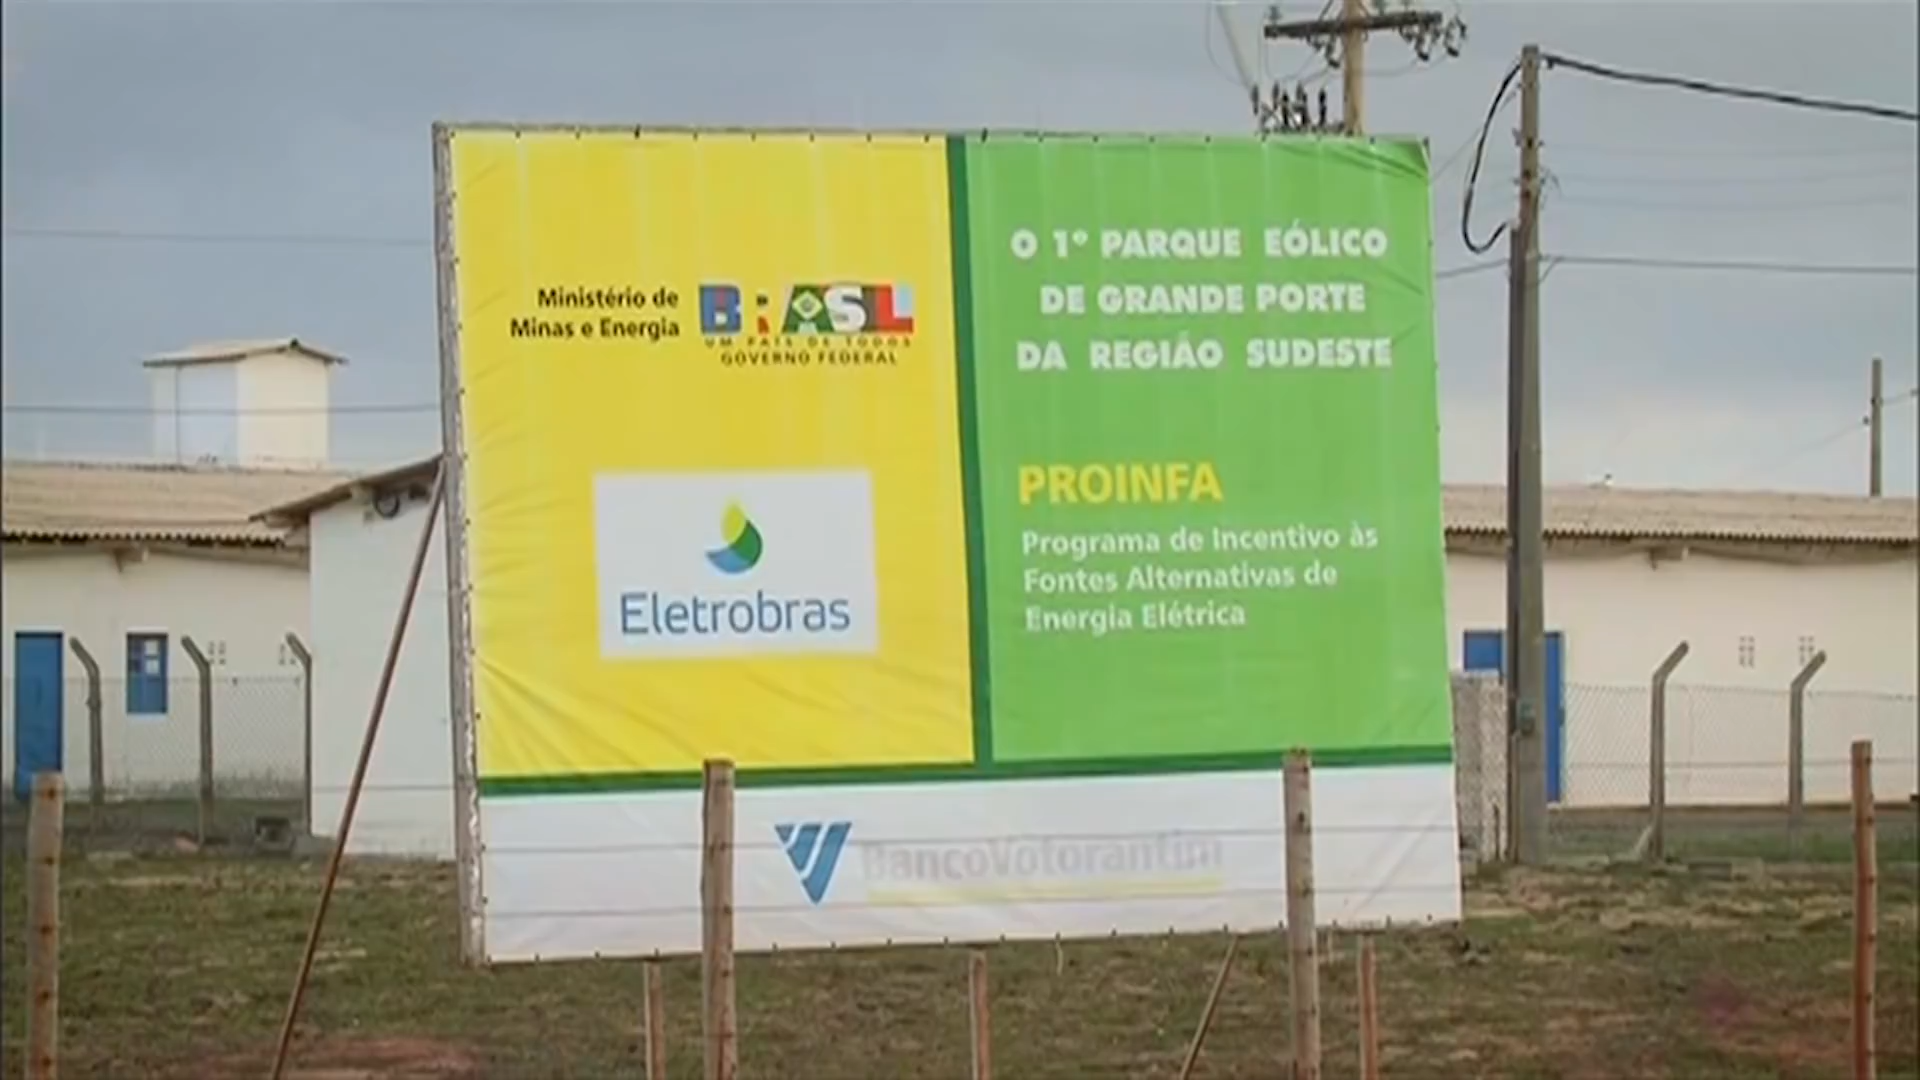 Ministério de
Minas e Energia
BRASIL
UM PAÍS DE TODOS
GOVERNO FEDERAL
Eletrobras
O 1º PARQUE EÓLICO
DE GRANDE PORTE
DA REGIÃO SUDESTE
PROINFA
Programa de Incentivo às
Fontes Alternativas de
Energia Elétrica
BancoVotorantim